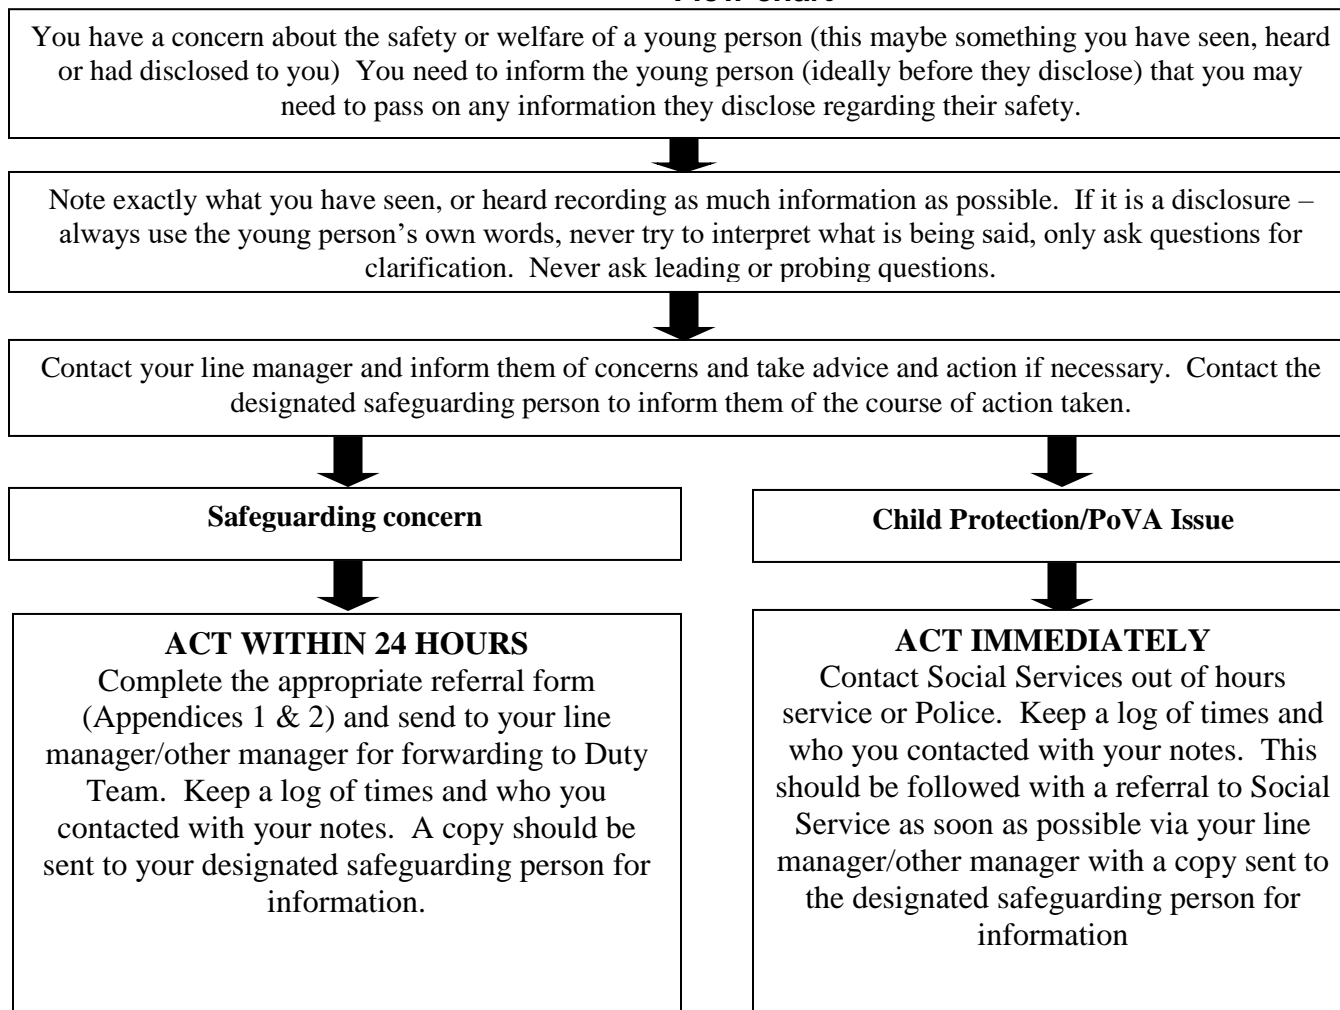 You have a concern about the safety or welfare of a young person (this maybe something you have seen, heard
or had disclosed to you)  You need to inform the young person (ideally before they disclose) that you may
need to pass on any information they disclose regarding their safety.
Note exactly what you have seen, or heard recording as much information as possible.  If it is a disclosure –
always use the young person’s own words, never try to interpret what is being said, only ask questions for
clarification.  Never ask leading or probing questions.
Contact your line manager and inform them of concerns and take advice and action if necessary.  Contact the
designated safeguarding person to inform them of the course of action taken.
Safeguarding concern
ACT WITHIN 24 HOURS
Complete the appropriate referral form
(Appendices 1 & 2) and send to your line
manager/other manager for forwarding to Duty
Team.  Keep a log of times and who you
contacted with your notes.  A copy should be
sent to your designated safeguarding person for
information.
Child Protection/PoVA Issue
ACT IMMEDIATELY
Contact Social Services out of hours
service or Police.  Keep a log of times and
who you contacted with your notes.  This
should be followed with a referral to Social
Service as soon as possible via your line
manager/other manager with a copy sent to
the designated safeguarding person for
information